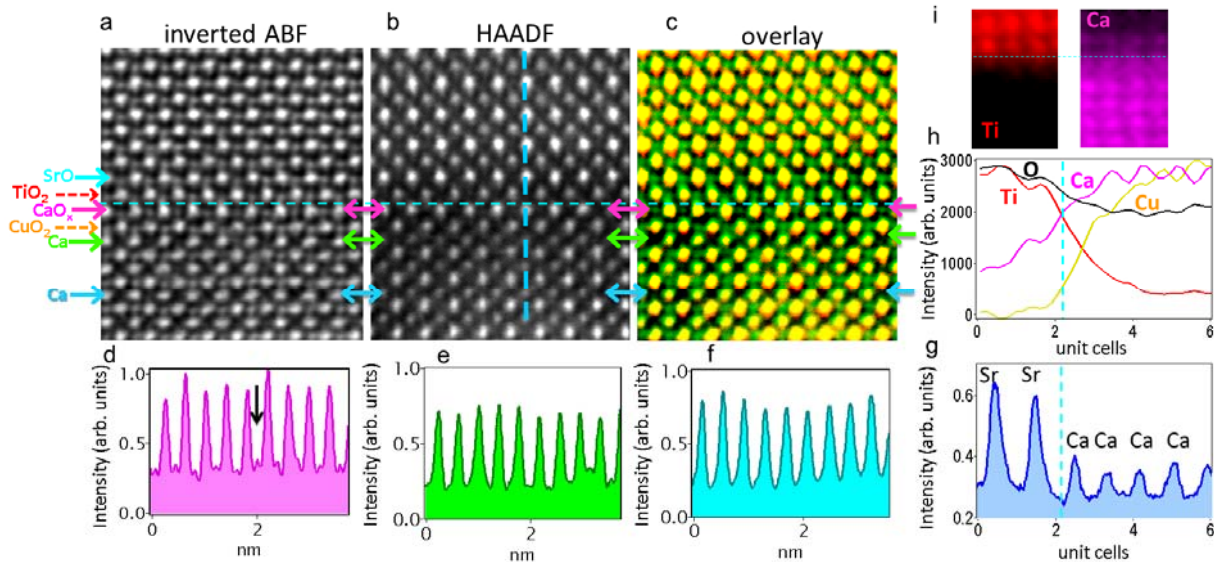 a
inverted ABF
b
HAADF
c
overlay
i
Ca
Ti
SrO
TiO₂
CaOₓ
CuO₂
Ca
Ca
h
3000
2000
1000
0
Intensity (arb. units)
O
Ti
Ca
Cu
0 2 4 6
unit cells
d
1.0
0.5
0.0
Intensity (arb. units)
0 2
nm
e
1.0
0.5
0.0
Intensity (arb. units)
0 2
nm
f
1.0
0.5
0.0
Intensity (arb. units)
0 2
nm
g
0.6
0.4
0.2
Intensity (arb. units)
Sr Sr
Ca Ca Ca Ca
0 2 4 6
unit cells